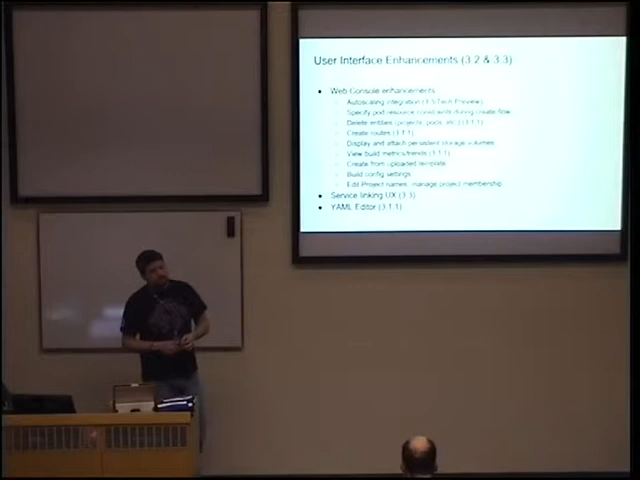 User Interface Enhancements (3.2 & 3.3)
Web Console enhancements
Autoscaling integration (3.1.1 Tech Preview)
Specify pod resource constraints during create flow
Delete entities (projects, pods, etc.) (3.1.1)
Create routes (3.1.1)
Display and attach persistent storage volumes
View build metrics/trends (3.1.1)
Create from uploaded template
Build config settings
Edit Project names, manage project membership
Service linking UX (3.3)
YAML Editor (3.1.1)